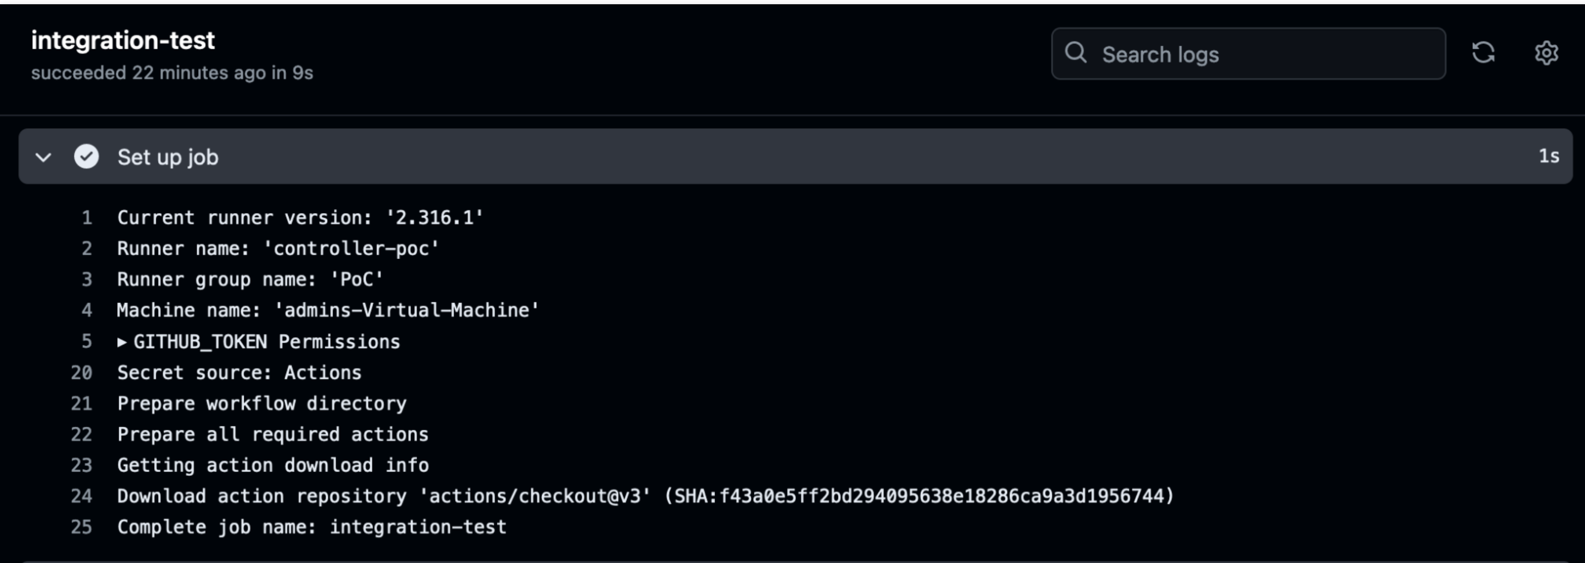 integration-test
succeeded 22 minutes ago in 9s
Search logs
Set up job 1s
1 Current runner version: '2.316.1'
2 Runner name: 'controller-poc'
3 Runner group name: 'PoC'
4 Machine name: 'admins-Virtual-Machine'
5 ▸ GITHUB_TOKEN Permissions
20 Secret source: Actions
21 Prepare workflow directory
22 Prepare all required actions
23 Getting action download info
24 Download action repository 'actions/checkout@v3' (SHA:f43a0e5ff2bd294095638e18286ca9a3d1956744)
25 Complete job name: integration-test